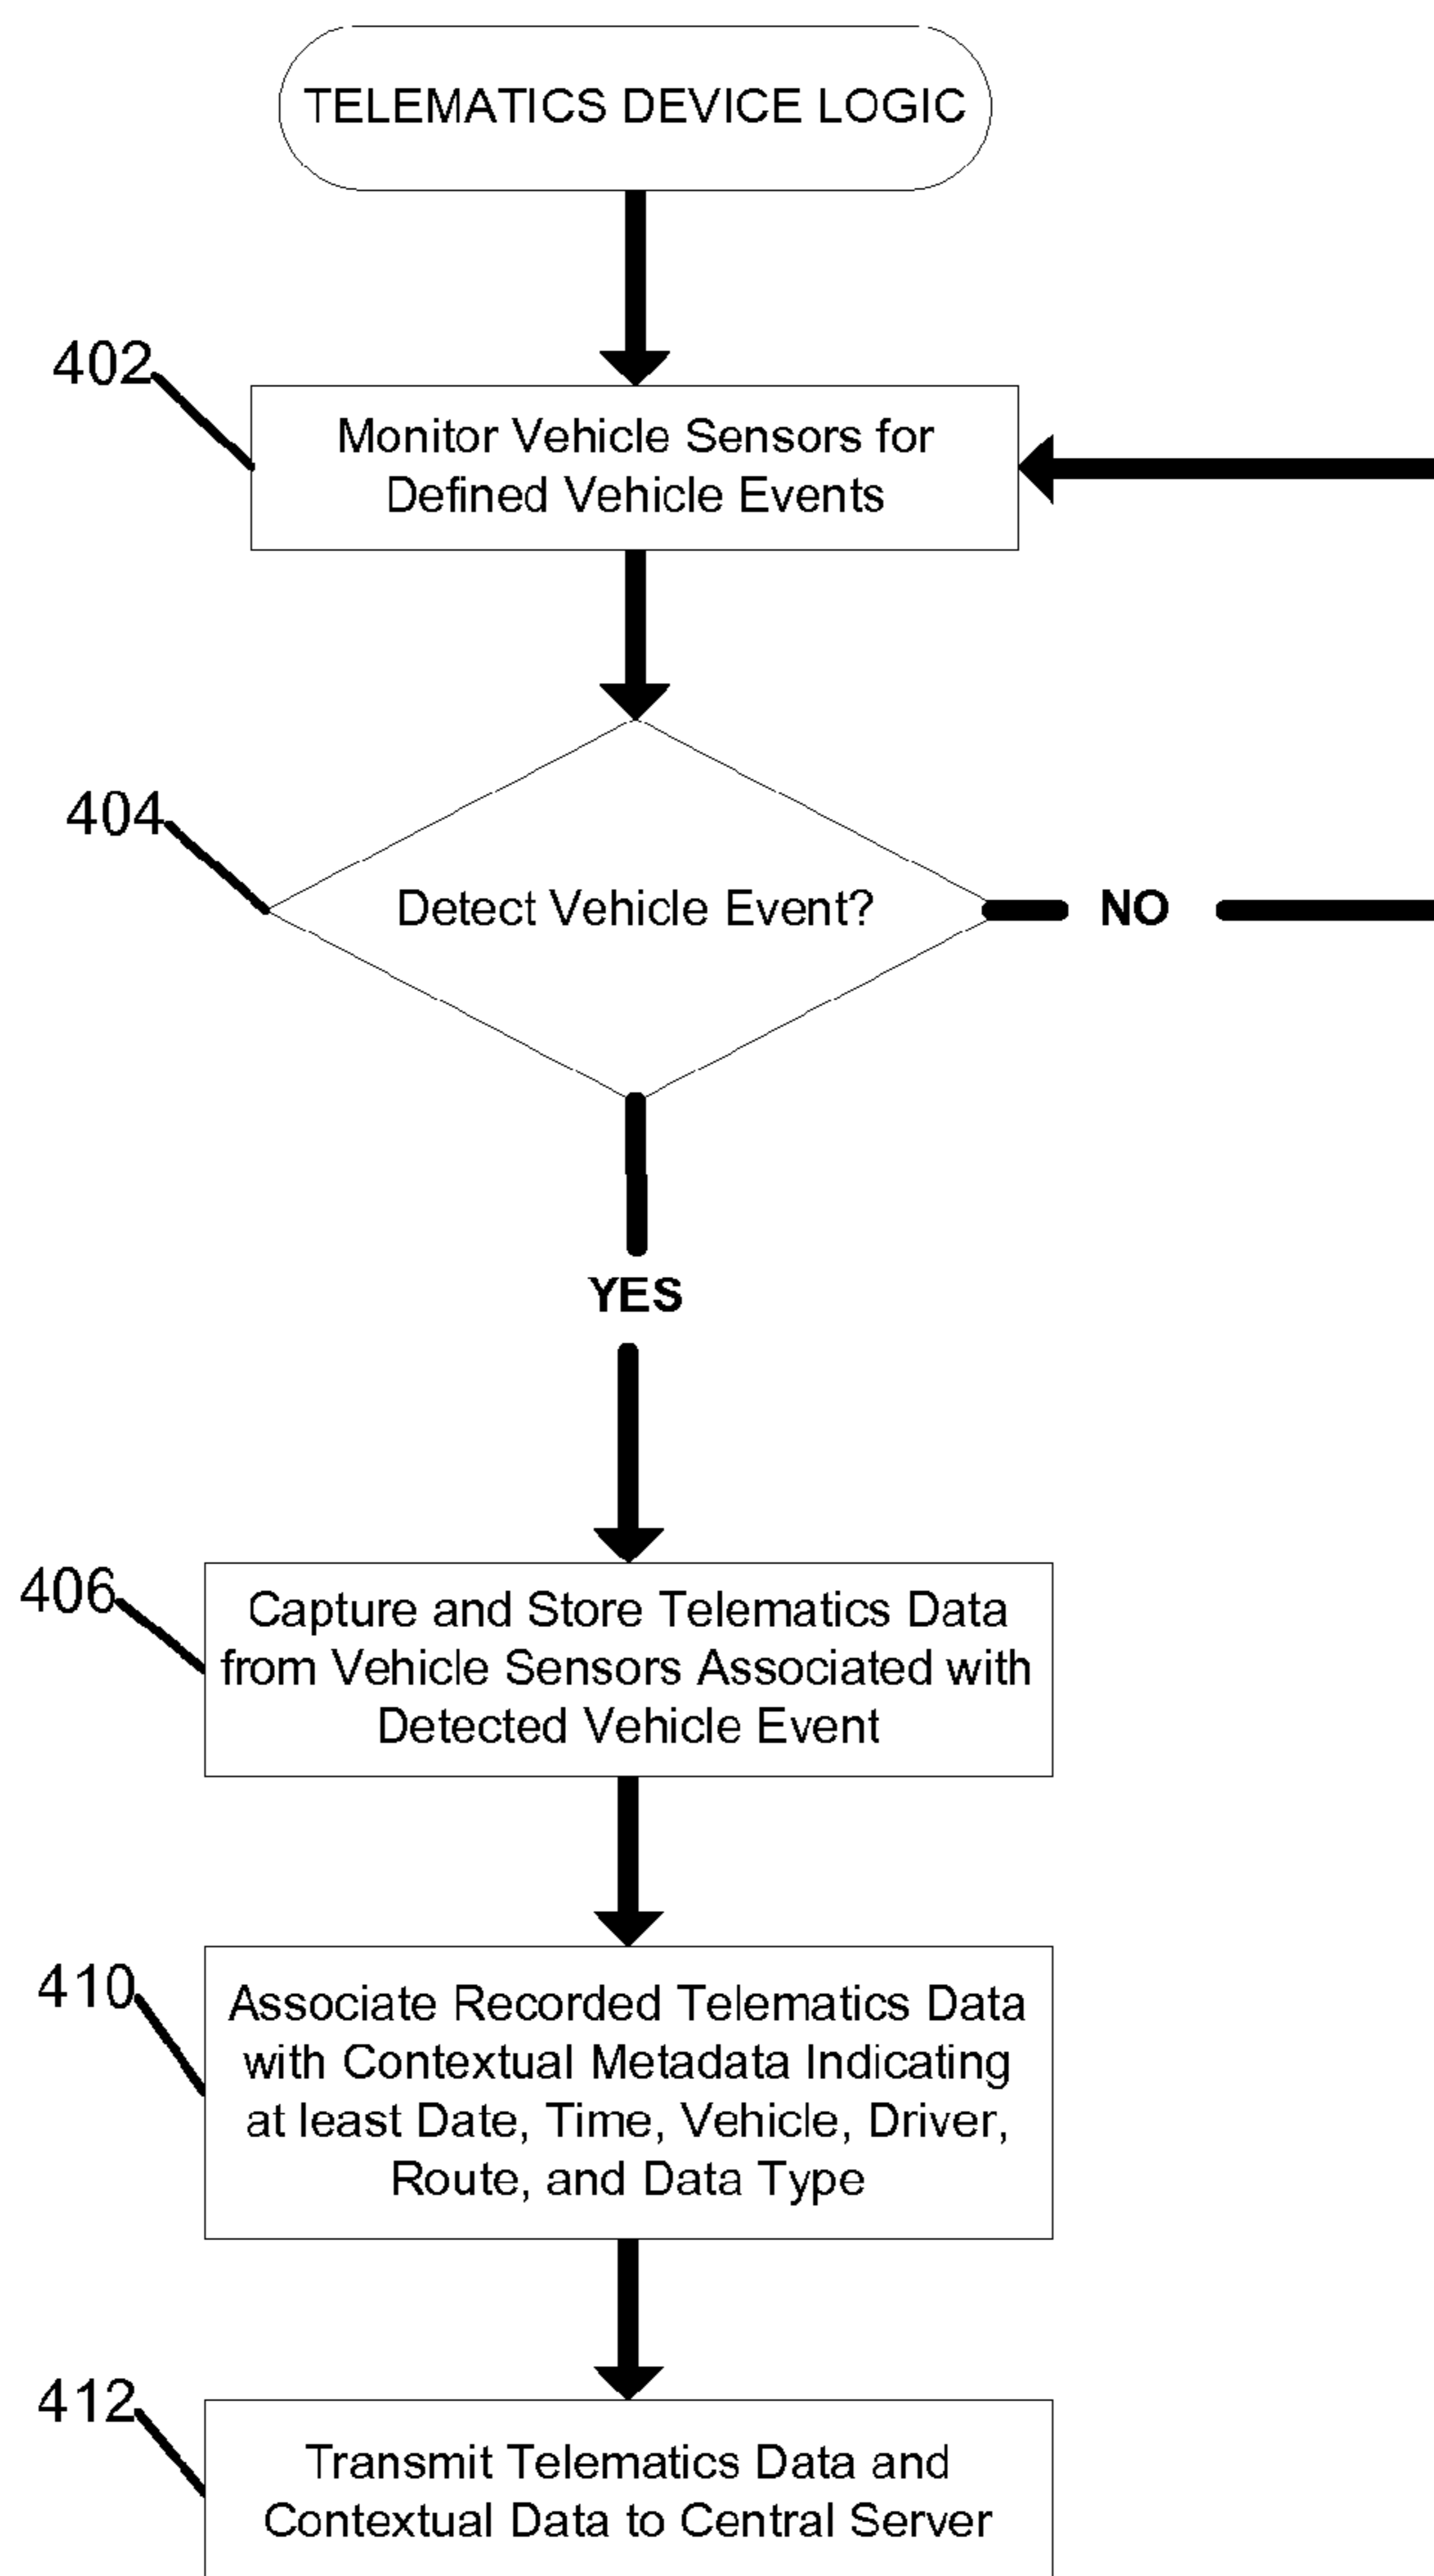 TELEMATICS DEVICE LOGIC
402
Monitor Vehicle Sensors for
Defined Vehicle Events
404
Detect Vehicle Event?
NO
YES
406
Capture and Store Telematics Data
from Vehicle Sensors Associated with
Detected Vehicle Event
410
Associate Recorded Telematics Data
with Contextual Metadata Indicating
at least Date, Time, Vehicle, Driver,
Route, and Data Type
412
Transmit Telematics Data and
Contextual Data to Central Server